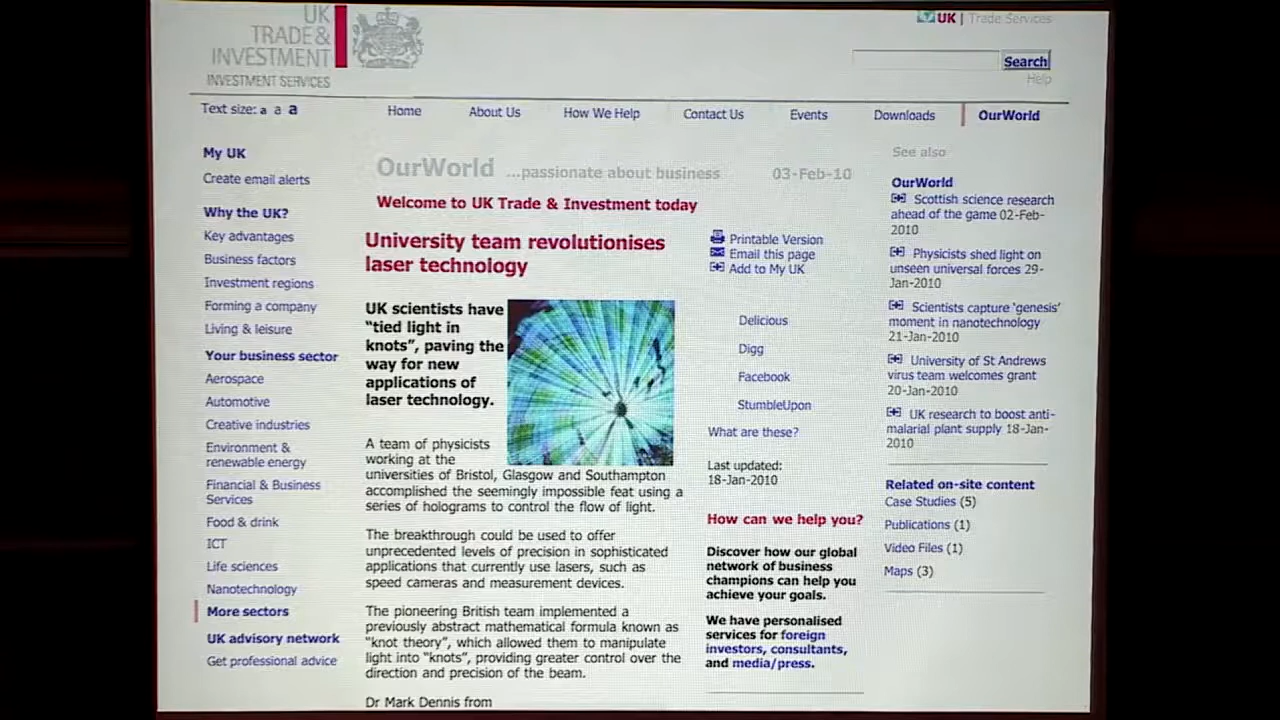 UK
TRADE &
INVESTMENT
INVESTMENT SERVICES
UK | Trade Services
Search
Help
Text size: a a a
Home
About Us
How We Help
Contact Us
Events
Downloads
OurWorld
My UK
Create email alerts
Why the UK?
Key advantages
Business factors
Investment regions
Forming a company
Living & leisure
Your business sector
Aerospace
Automotive
Creative industries
Environment &
renewable energy
Financial & Business
Services
Food & drink
ICT
Life sciences
Nanotechnology
More sectors
UK advisory network
Get professional advice
OurWorld ...passionate about business 03-Feb-10
Welcome to UK Trade & Investment today
University team revolutionises
laser technology
UK scientists have
"tied light in
knots", paving the
way for new
applications of
laser technology.
A team of physicists
working at the
universities of Bristol, Glasgow and Southampton
accomplished the seemingly impossible feat using a
series of holograms to control the flow of light.
The breakthrough could be used to offer
unprecedented levels of precision in sophisticated
applications that currently use lasers, such as
speed cameras and measurement devices.
The pioneering British team implemented a
previously abstract mathematical formula known as
"knot theory", which allowed them to manipulate
light into "knots", providing greater control over the
direction and precision of the beam.
Dr Mark Dennis from
Printable Version
Email this page
Add to My UK
Delicious
Digg
Facebook
StumbleUpon
What are these?
Last updated:
18-Jan-2010
How can we help you?
Discover how our global
network of business
champions can help you
achieve your goals.
We have personalised
services for foreign
investors, consultants,
and media/press.
See also
OurWorld
Scottish science research
ahead of the game 02-Feb-
2010
Physicists shed light on
unseen universal forces 29-
Jan-2010
Scientists capture 'genesis'
moment in nanotechnology
21-Jan-2010
University of St Andrews
virus team welcomes grant
20-Jan-2010
UK research to boost anti-
malarial plant supply 18-Jan-
2010
Related on-site content
Case Studies (5)
Publications (1)
Video Files (1)
Maps (3)